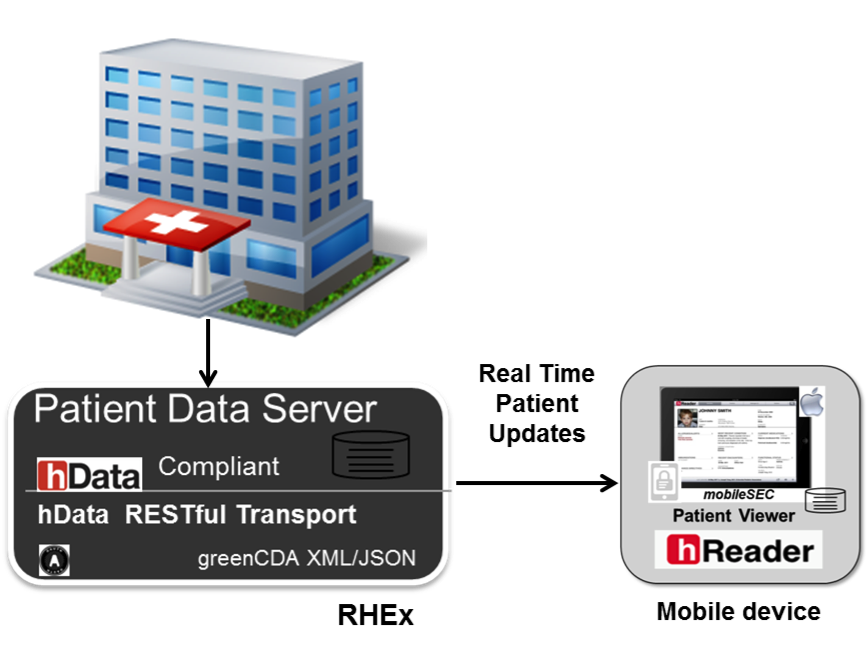 Patient Data Server
hData Compliant
hData RESTful Transport
A
greenCDA XML/JSON
RHEx
Real Time
Patient
Updates
hReader
JOHNNY SMITH
mobileSEC
Patient Viewer
hReader
Mobile device